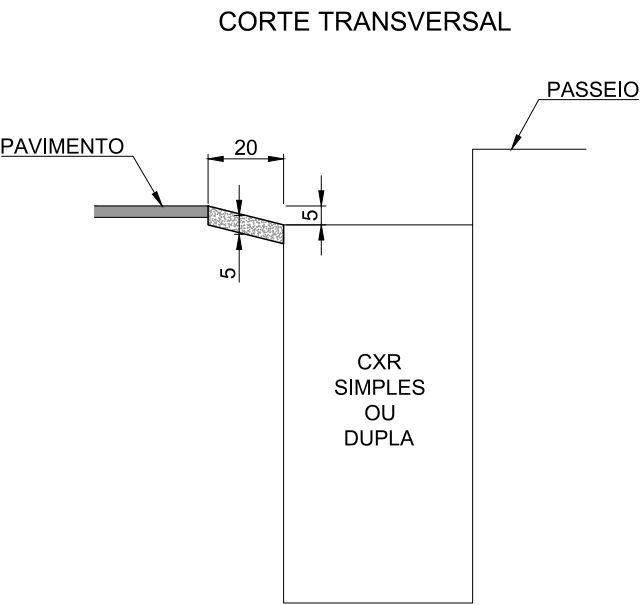 CORTE TRANSVERSAL
PASSEIO
PAVIMENTO
20
5
5
CXR
SIMPLES
OU
DUPLA